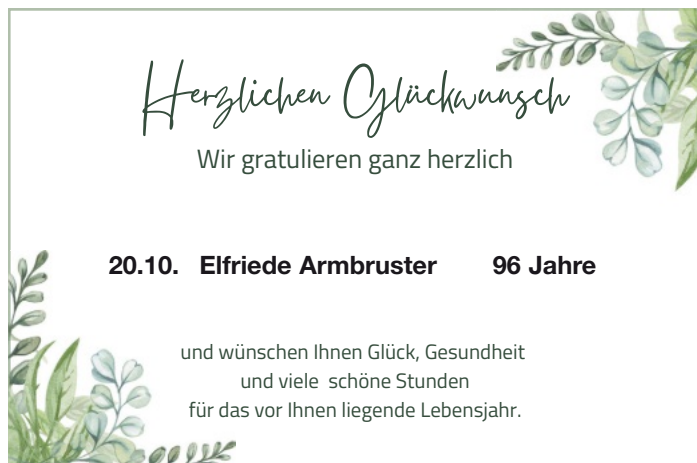 Herzlichen Glückwunsch
Wir gratulieren ganz herzlich
20.10. Elfriede Armbruster 96 Jahre
und wünschen Ihnen Glück, Gesundheit
und viele schöne Stunden
für das vor Ihnen liegende Lebensjahr.